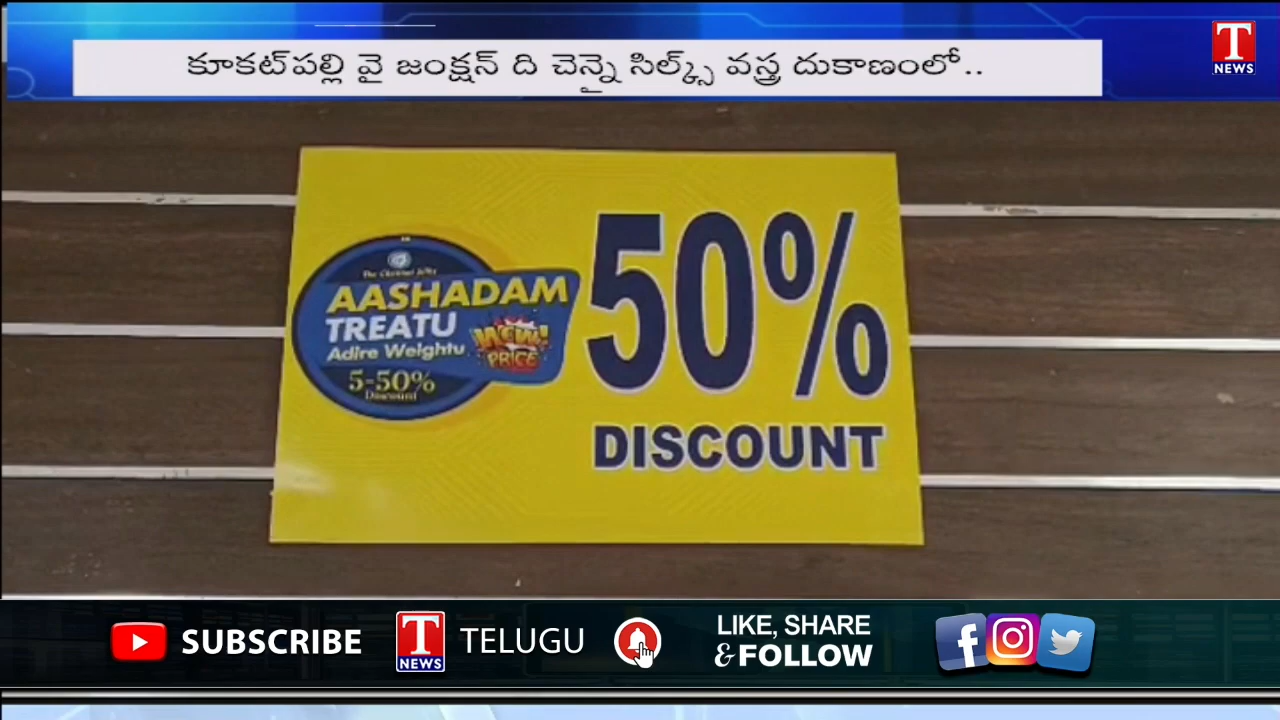 కూకట్‌పల్లి వై జంక్షన్ ది చెన్నై సిల్క్స్ వస్త్ర దుకాణంలో..
T
NEWS
The Chennai Silks
AASHADAM
TREATU
Adire Weightu
WOW!
PRICE
5-50%
Discount
50%
DISCOUNT
SUBSCRIBE
T
NEWS
TELUGU
LIKE, SHARE
& FOLLOW